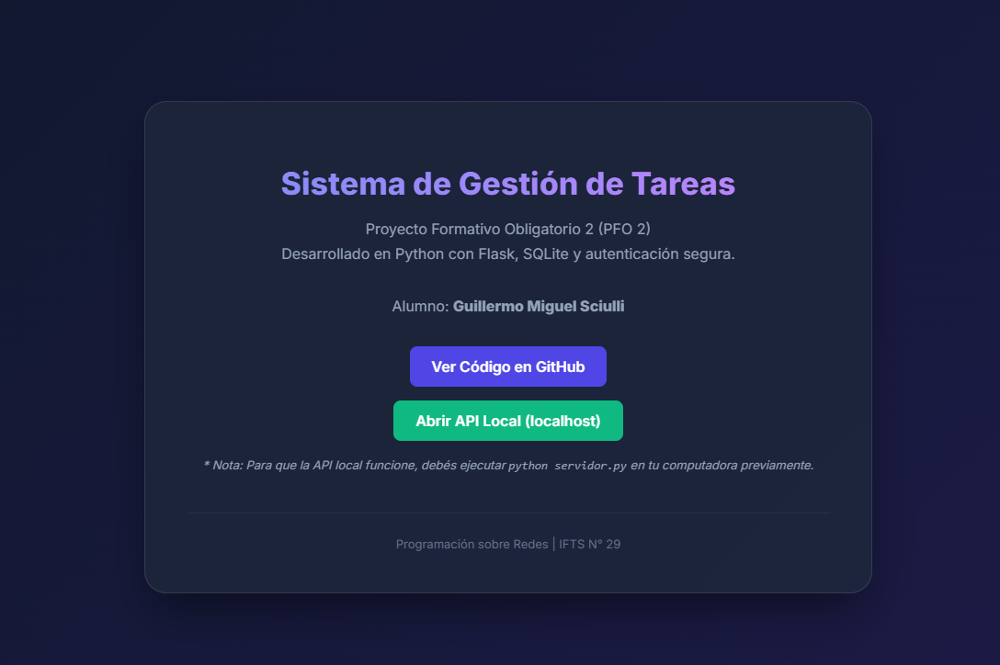 Sistema de Gestión de Tareas
Proyecto Formativo Obligatorio 2 (PFO 2)
Desarrollado en Python con Flask, SQLite y autenticación segura.
Alumno: Guillermo Miguel Sciulli
Ver Código en GitHub
Abrir API Local (localhost)
* Nota: Para que la API local funcione, debés ejecutar python servidor.py en tu computadora previamente.
Programación sobre Redes | IFTS N° 29